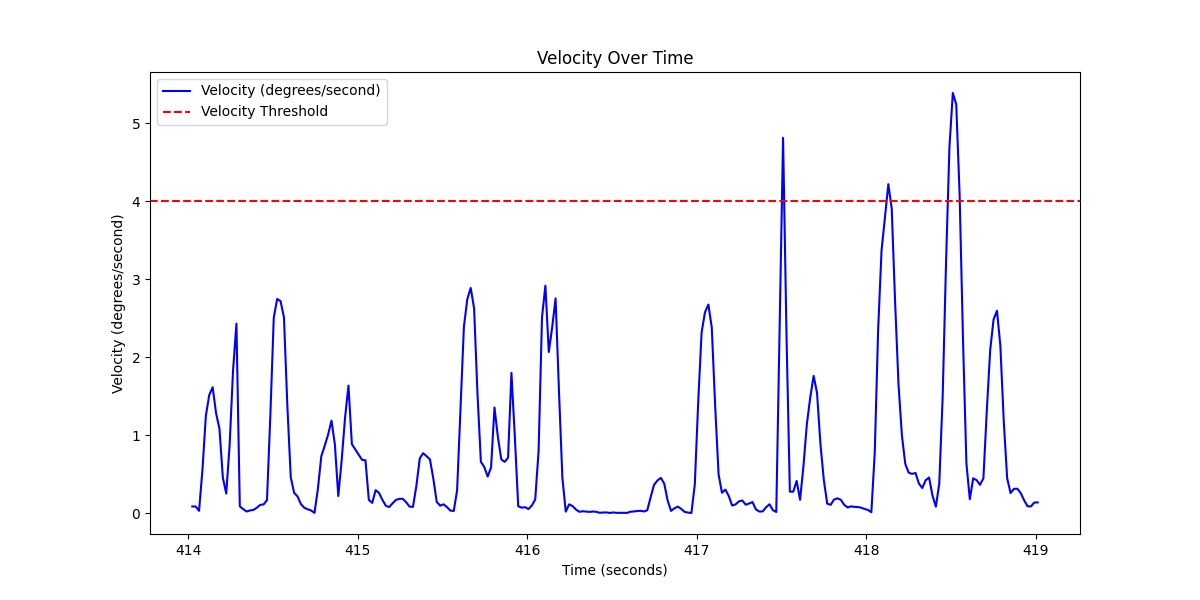 Velocity Over Time
Velocity (degrees/second)
Velocity Threshold
Velocity (degrees/second)
5
4
3
2
1
0
414 415 416 417 418 419
Time (seconds)